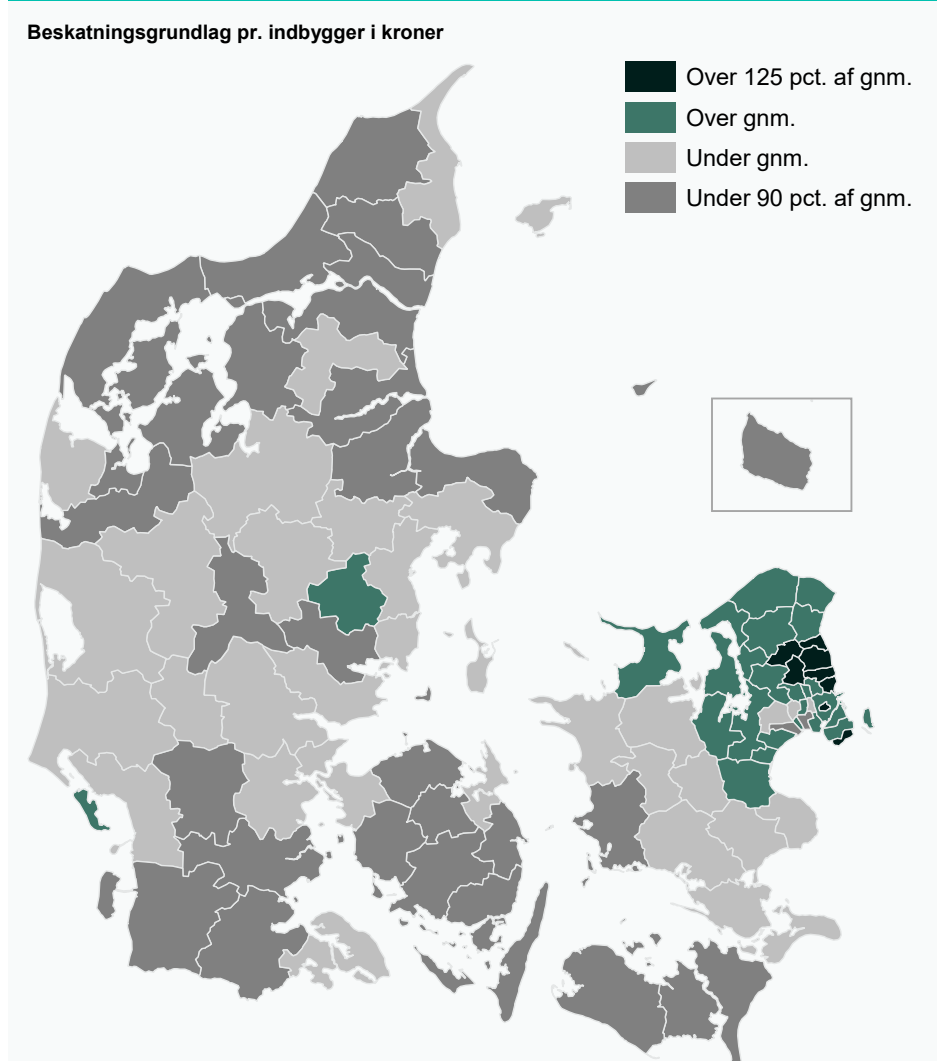 Beskatningsgrundlag pr. indbygger i kroner
Over 125 pct. af gnm.
Over gnm.
Under gnm.
Under 90 pct. af gnm.